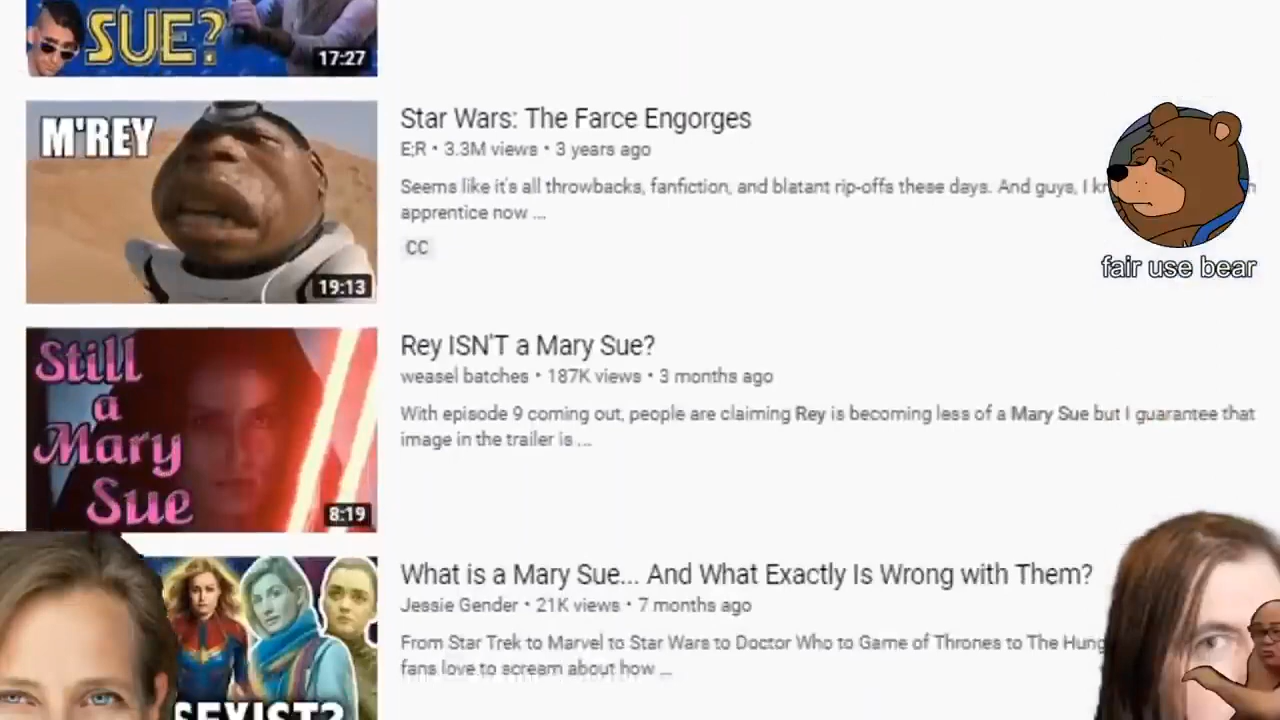 SUE?
17:27
M'REY
19:13
Star Wars: The Farce Engorges
E;R • 3.3M views • 3 years ago
Seems like it's all throwbacks, fanfiction, and blatant rip-offs these days. And guys, I
apprentice now ...
CC
fair use bear
Still
a
Mary
Sue
8:19
Rey ISN'T a Mary Sue?
weasel batches • 187K views • 3 months ago
With episode 9 coming out, people are claiming Rey is becoming less of a Mary Sue but I guarantee that
image in the trailer is ...
SEXIST?
What is a Mary Sue... And What Exactly Is Wrong with Them?
Jessie Gender • 21K views • 7 months ago
From Star Trek to Marvel to Star Wars to Doctor Who to Game of Thrones to The
fans love to scream about how ...